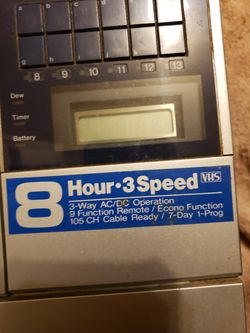 a b c d e f
g h
8 9 10 11 12 13
Dew
Timer
Battery
8 Hour•3 Speed VHS
3-Way AC/DC Operation
9 Function Remote / Econo Function
105 CH Cable Ready / 7-Day 1-Prog